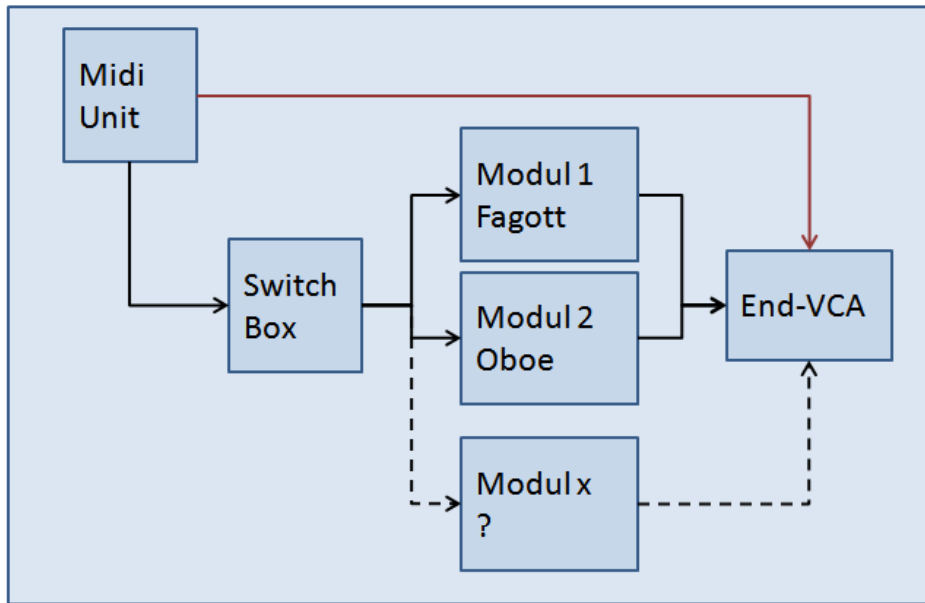 Midi
Unit
Switch
Box
Modul 1
Fagott
Modul 2
Oboe
Modul x
?
End-VCA